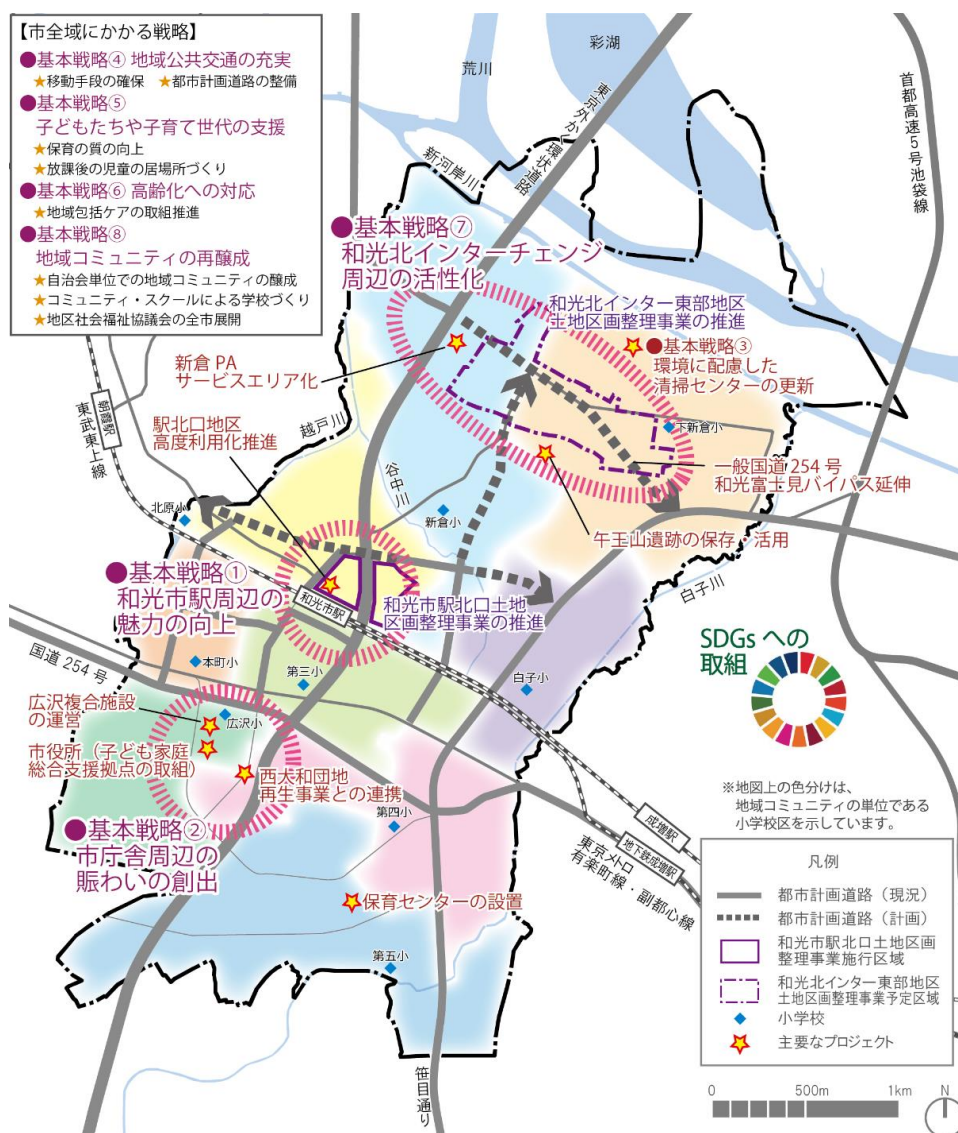 【市全域にかかる戦略】
●基本戦略④ 地域公共交通の充実
★移動手段の確保 ★都市計画道路の整備
●基本戦略⑤
子どもたちや子育て世代の支援
★保育の質の向上
★放課後の児童の居場所づくり
●基本戦略⑥ 高齢化への対応
★地域包括ケアの取組推進
●基本戦略⑧
地域コミュニティの再醸成
★自治会単位での地域コミュニティの醸成
★コミュニティ・スクールによる学校づくり
★地区社会福祉協議会の全市展開
彩湖
荒川
東京外かく環状道路
首都高速5号池袋線
新河岸川
●基本戦略⑦
和光北インターチェンジ
周辺の活性化
和光北インター東部地区
土地区画整理事業の推進
●基本戦略③
環境に配慮した
清掃センターの更新
新倉PA
サービスエリア化
朝霞駅
東武東上線
越戸川
駅北口地区
高度利用化推進
谷中川
下新倉小
一般国道254号
和光富士見バイパス延伸
北原小
新倉小
午王山遺跡の保存・活用
●基本戦略①
和光市駅周辺の
魅力の向上
和光市駅
和光市駅北口土地
区画整理事業の推進
白子川
SDGsへの
取組
国道254号
本町小
第三小
白子小
広沢複合施設
の運営
広沢小
市役所（子ども家庭
総合支援拠点の取組）
西大和団地
再生事業との連携
※地図上の色分けは、
地域コミュニティの単位である
小学校区を示しています。
●基本戦略②
市庁舎周辺の
賑わいの創出
第四小
成増駅
地下鉄成増駅
東京メトロ
有楽町線・副都心線
保育センターの設置
第五小
笹目通り
凡例
都市計画道路（現況）
都市計画道路（計画）
和光市駅北口土地区画
整理事業施行区域
和光北インター東部地区
土地区画整理事業予定区域
小学校
主要なプロジェクト
0 500m 1km
N